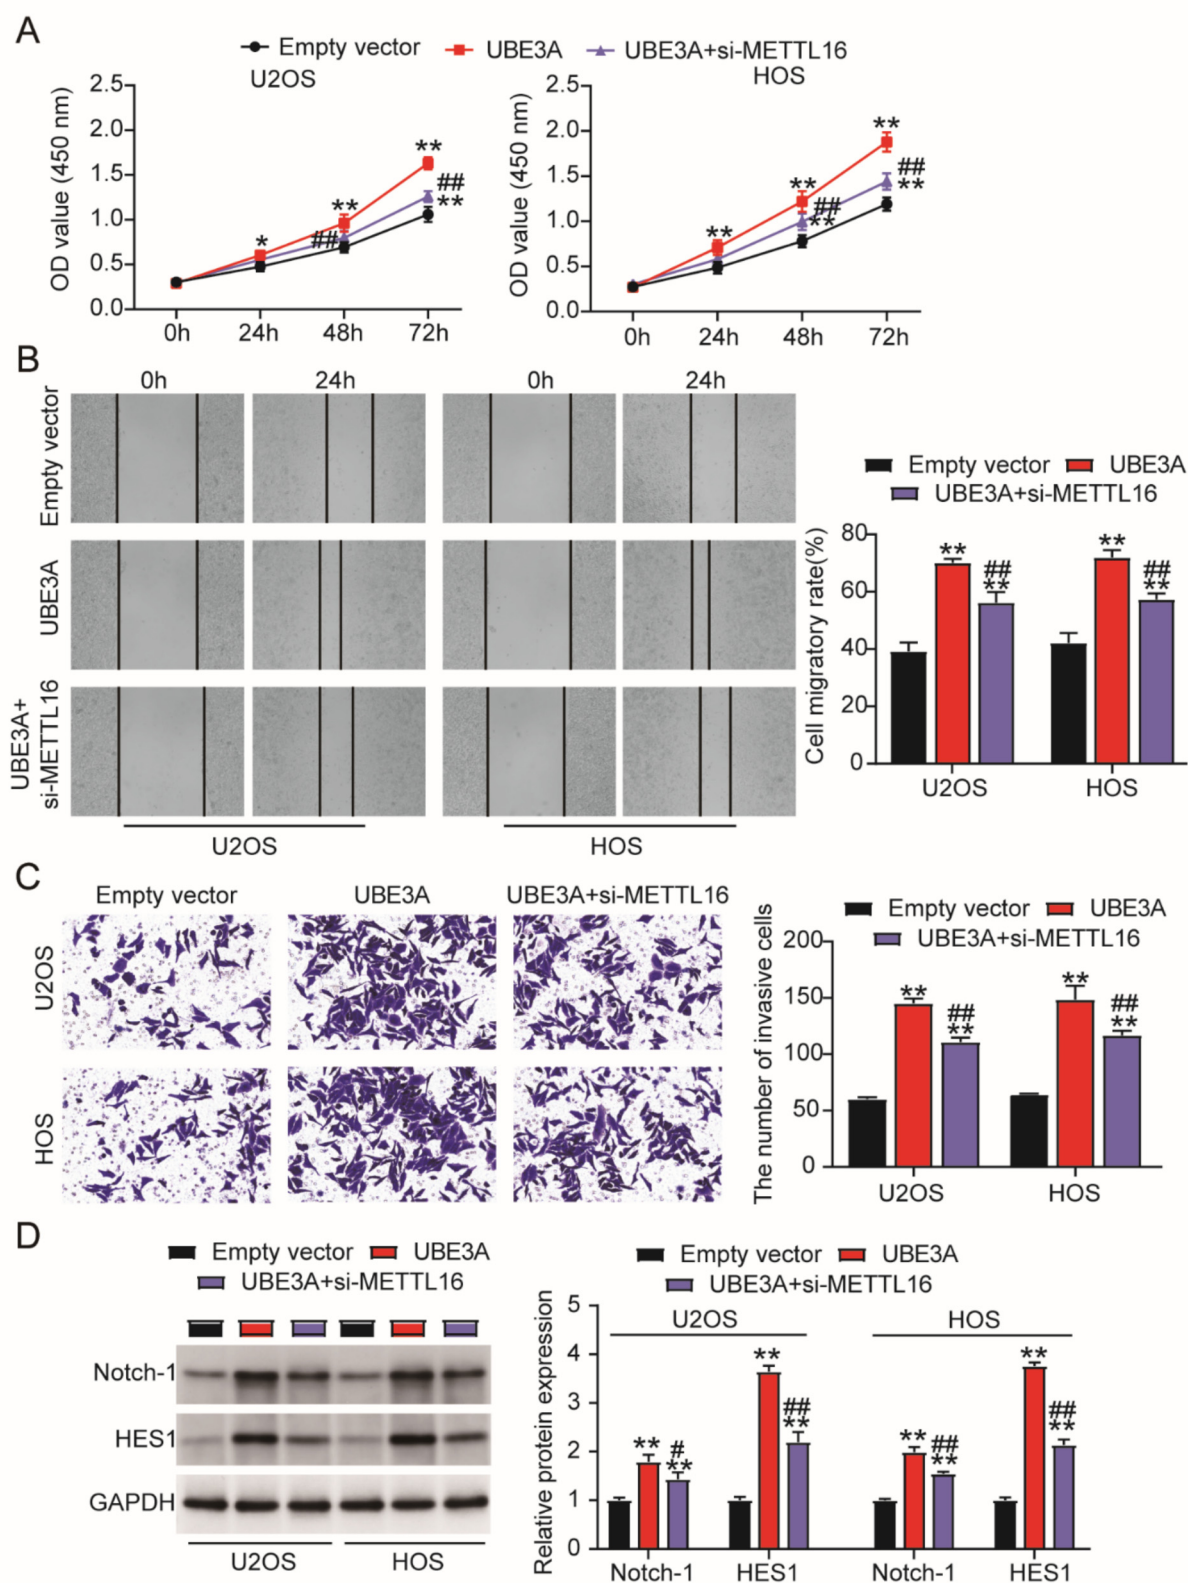 A
Empty vector UBE3A UBE3A+si-METTL16
U2OS
HOS
OD value (450 nm)
2.5
2.0
1.5
1.0
0.5
0.0
0h 24h 48h 72h
* ** **
## ## **
OD value (450 nm)
2.5
2.0
1.5
1.0
0.5
0.0
0h 24h 48h 72h
** ** **
## ** ## **
B
0h 24h 0h 24h
Empty vector
UBE3A
UBE3A+
si-METTL16
U2OS HOS
Empty vector UBE3A
UBE3A+si-METTL16
Cell migratory rate(%)
80
60
40
20
0
** ## ** ** ## **
U2OS HOS
C
Empty vector UBE3A UBE3A+si-METTL16
U2OS
HOS
Empty vector UBE3A
UBE3A+si-METTL16
The number of invasive cells
200
150
100
50
0
** ## ** ** ## **
U2OS HOS
D
Empty vector UBE3A
UBE3A+si-METTL16
Notch-1
HES1
GAPDH
U2OS HOS
Empty vector UBE3A
UBE3A+si-METTL16
Relative protein expression
5
4
3
2
1
0
U2OS HOS
** # ** ** ## ** ** ## ** ** ## **
Notch-1 HES1 Notch-1 HES1